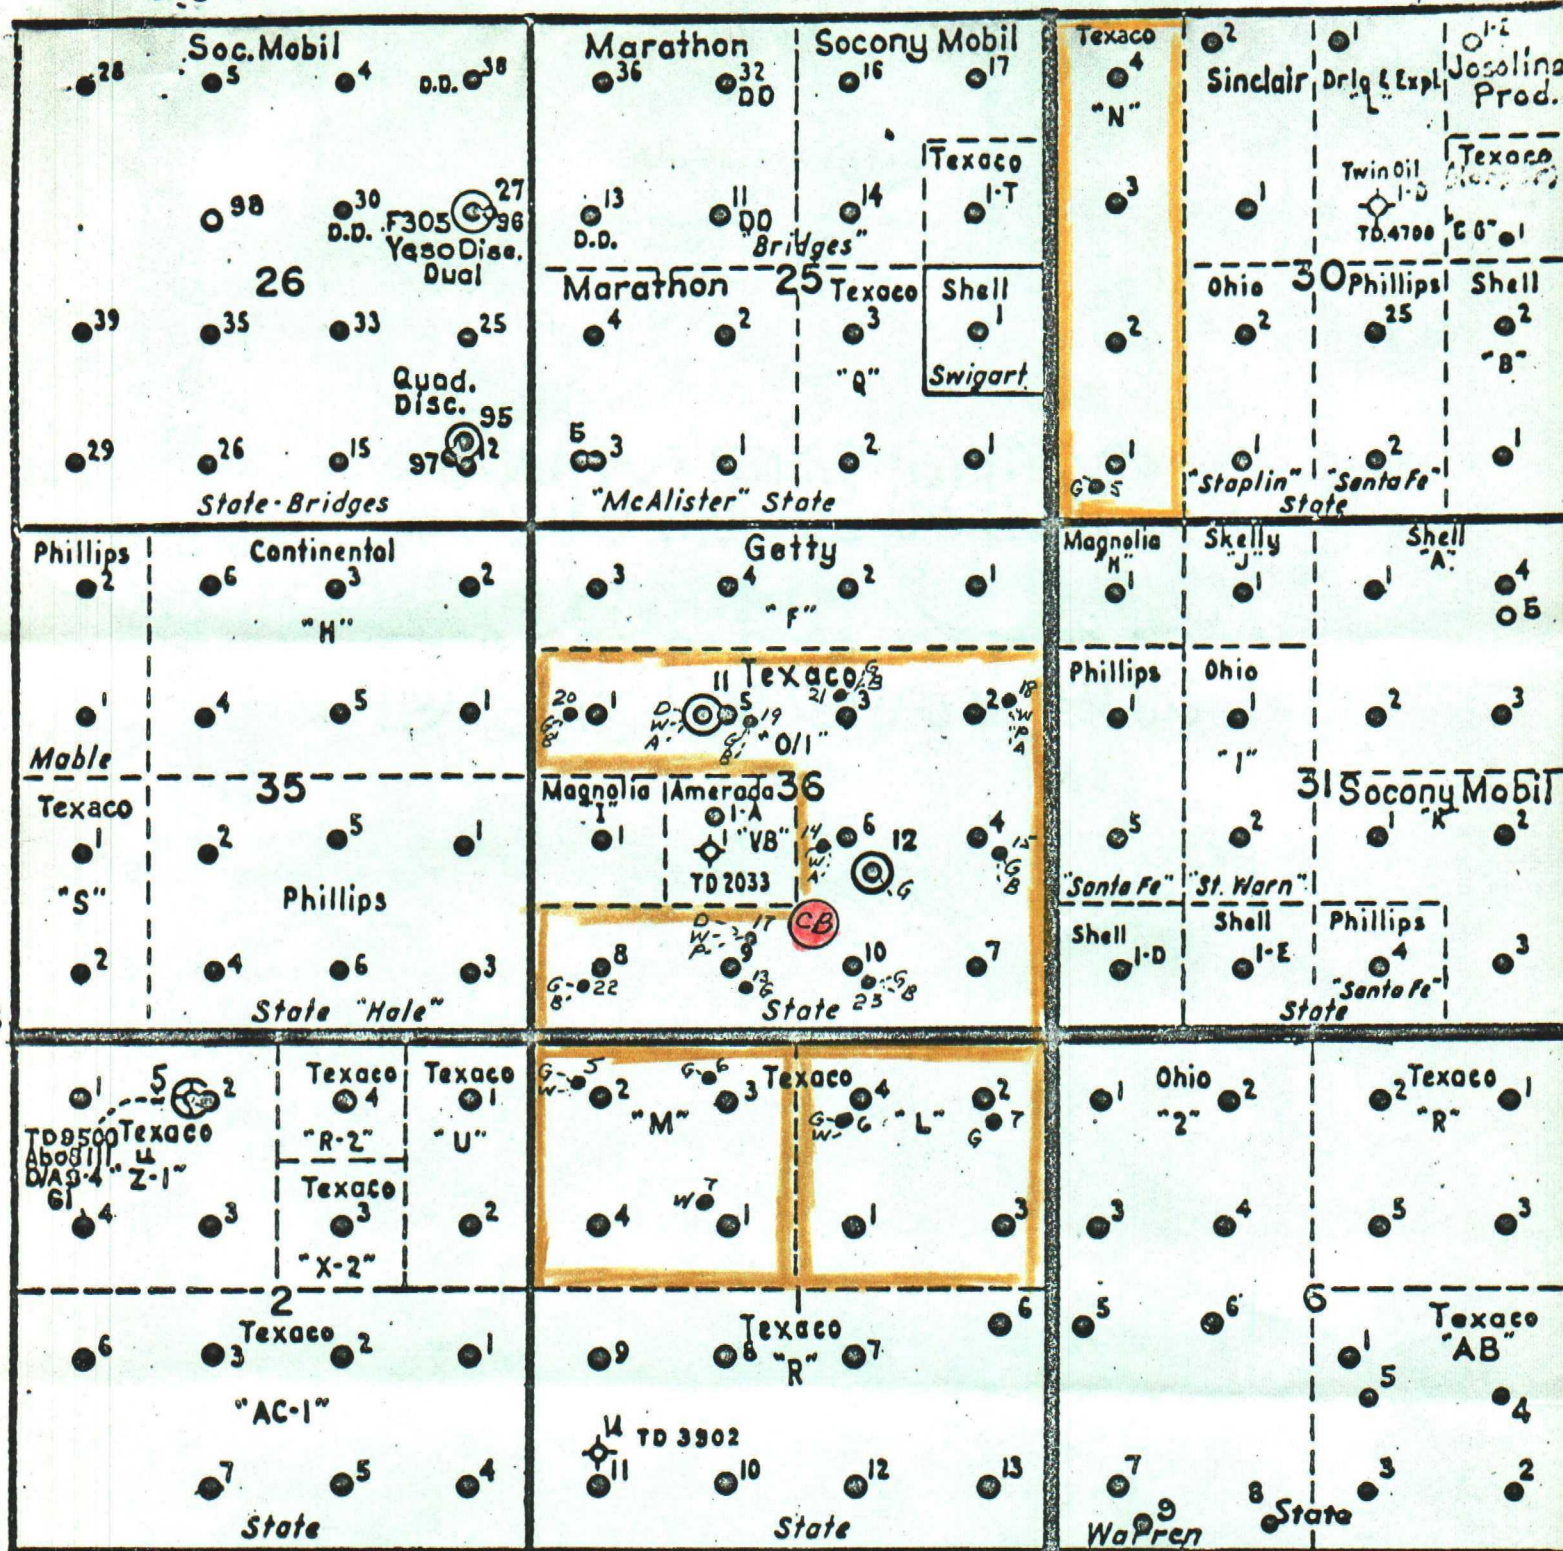 Soc. Mobil
28 5 4 D.D. 38
98 30 D.D. F305 27 96
Yeso Disc.
Dual
26
39 35 33 25
Quad.
Disc.
95
29 26 15 97 12
State-Bridges
Marathon Socony Mobil
36 32 DD 16 17
Texaco
13 D.D. 11 DD 14 1-T
"Bridges"
Marathon 25 Texaco Shell
4 2 3 1
"Q" Swigart
5 3 1 2 1
"McAlister" State
Texaco
4
"N"
3
2
1
G 5
2 1 1-Z
Sinclair Drlg & Expl. Josoline
"L" Prod.
Twin Oil Texaco
1 1-D
TD.4700 "CB" 1
Ohio 30 Phillips Shell
2 25 2
"B"
1 2 1
"Staplin" "Santa Fe"
State
Phillips Continental
2 6 3 2
"H"
1 4 5 1
Mable
35
Texaco
1 2 5 1
"S" Phillips
2 4 6 3
State "Hale"
Getty
3 4 2 1
"F"
Texaco
20 1 11 5 21 G B 3 2 18
G B D W A 19 G B "O/1" W P A
Magnolia Amerada 36
"I" 1-A
1 1 "VB" 14 6 12 4 15
TD 2033 W A G G B
CB
D W P 17
8 9 10 7
G B 22 13 G 23 G B
State
Magnolia Skelly Shell
"H" "J" "A"
1 1 1 4
5
Phillips Ohio
1 1 2 3
"I"
31 Socony Mobil
5 2 1 "K" 2
"Santa Fe" "St. Warn"
Shell Shell Phillips
1-D 1-E 4 3
"Santa Fe"
State
1 5 2 Texaco Texaco
4 1
TD9500 Texaco "R-2" "U"
"Z-1" Texaco
4 3 3 2
"X-2"
2
Texaco
6 3 2 1
"AC-1"
7 5 4
State
G W 5 2 G 6 3 Texaco 4 2
"M" G W 6 "L" G 7
W 7
4 1 1 3
1
Texaco 6
9 8 7
"R"
14 TD 3902
11 10 12 13
State
Ohio Texaco
1 "2" 2 2 "R" 1
3 4 5 3
6
5 6 Texaco
1 "AB"
5 4
7 8 3 2
9 State
Warren